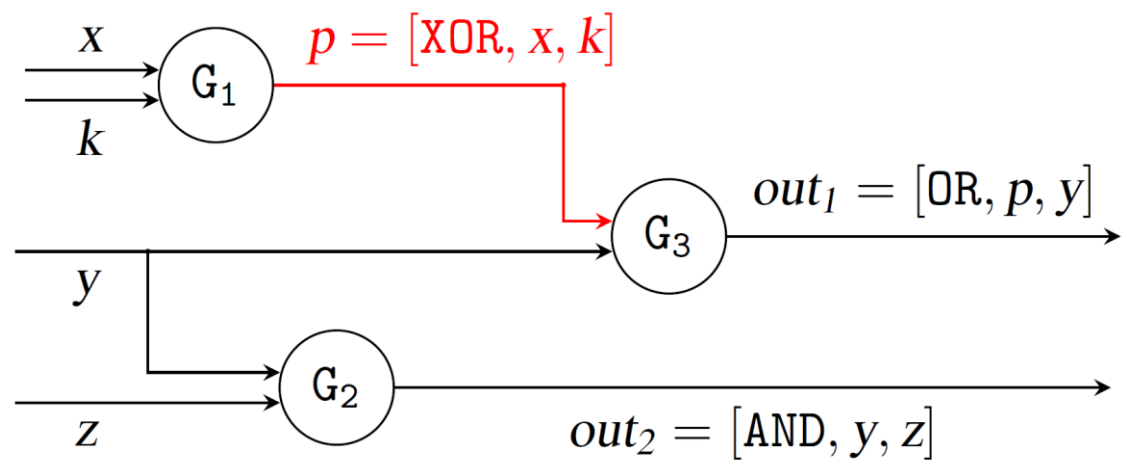 x
p = [XOR, x, k]
G₁
k
out₁ = [OR, p, y]
G₃
y
G₂
z
out₂ = [AND, y, z]